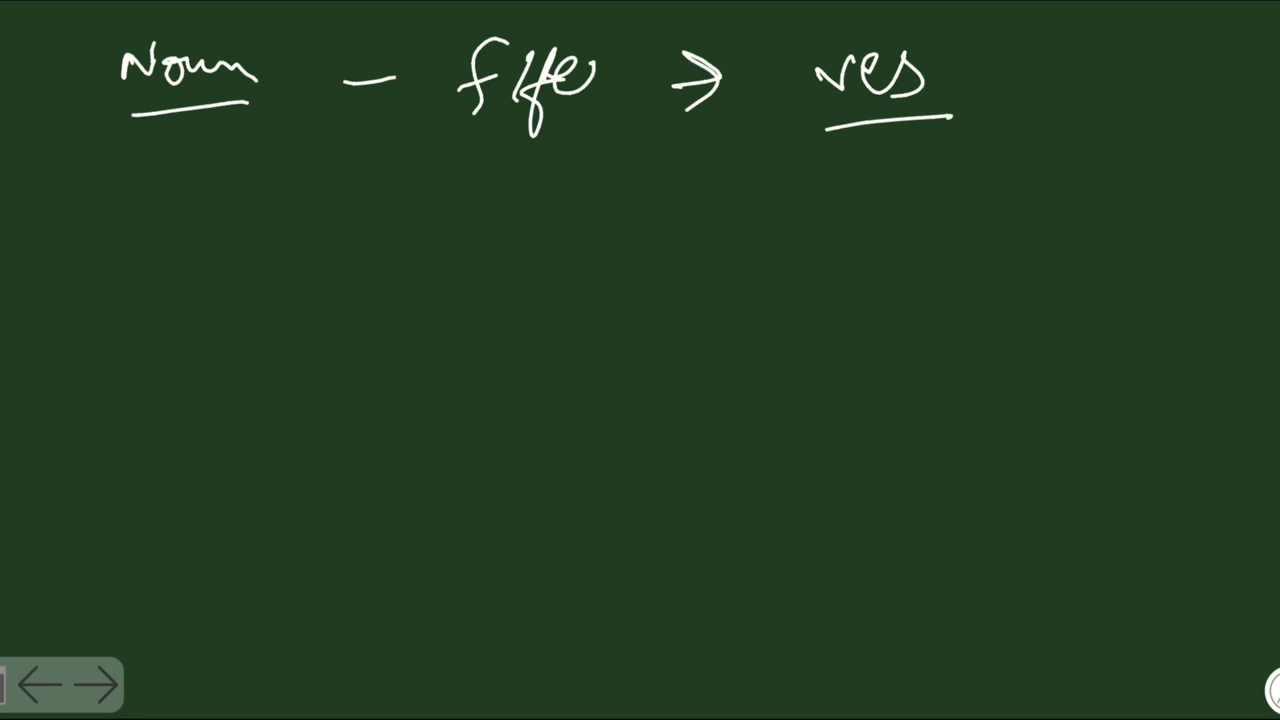 Noun - f/fe → ves